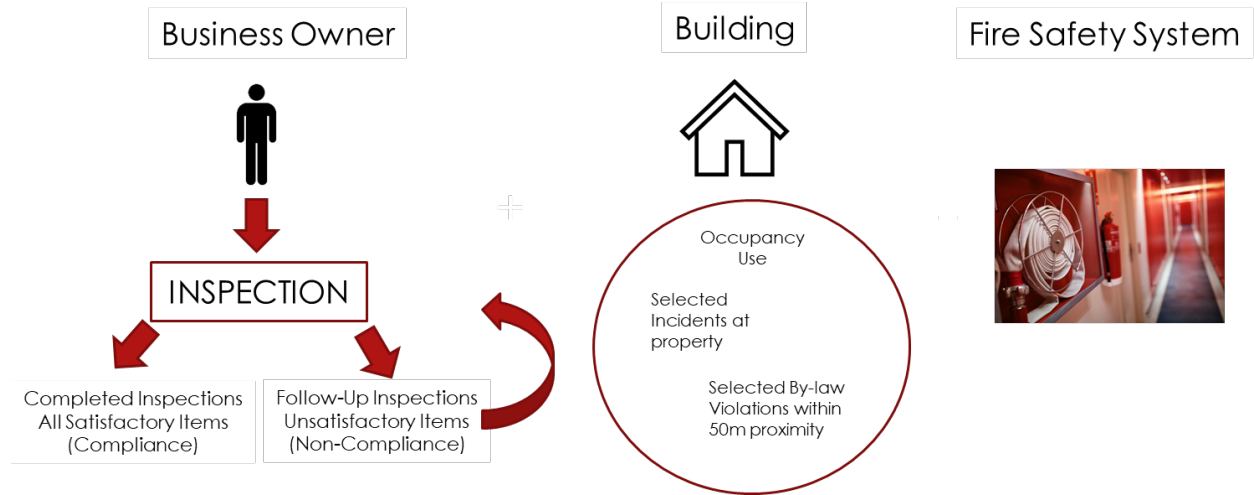 Business Owner
Building
Fire Safety System
INSPECTION
Completed Inspections
All Satisfactory Items
(Compliance)
Follow-Up Inspections
Unsatisfactory Items
(Non-Compliance)
Occupancy
Use
Selected
Incidents at
property
Selected By-law
Violations within
50m proximity